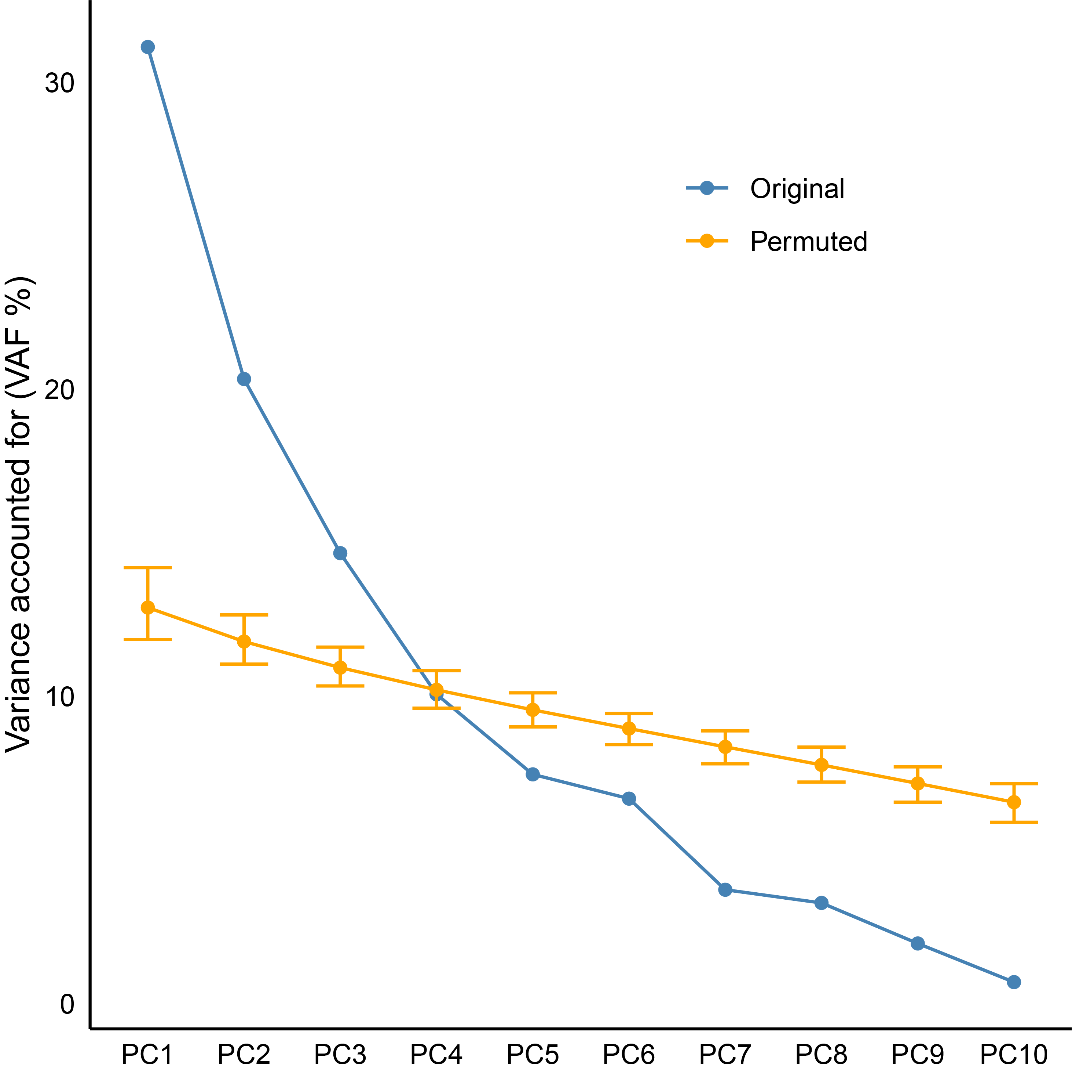 Variance accounted for (VAF %)
30
20
10
0
Original
Permuted
PC1 PC2 PC3 PC4 PC5 PC6 PC7 PC8 PC9 PC10